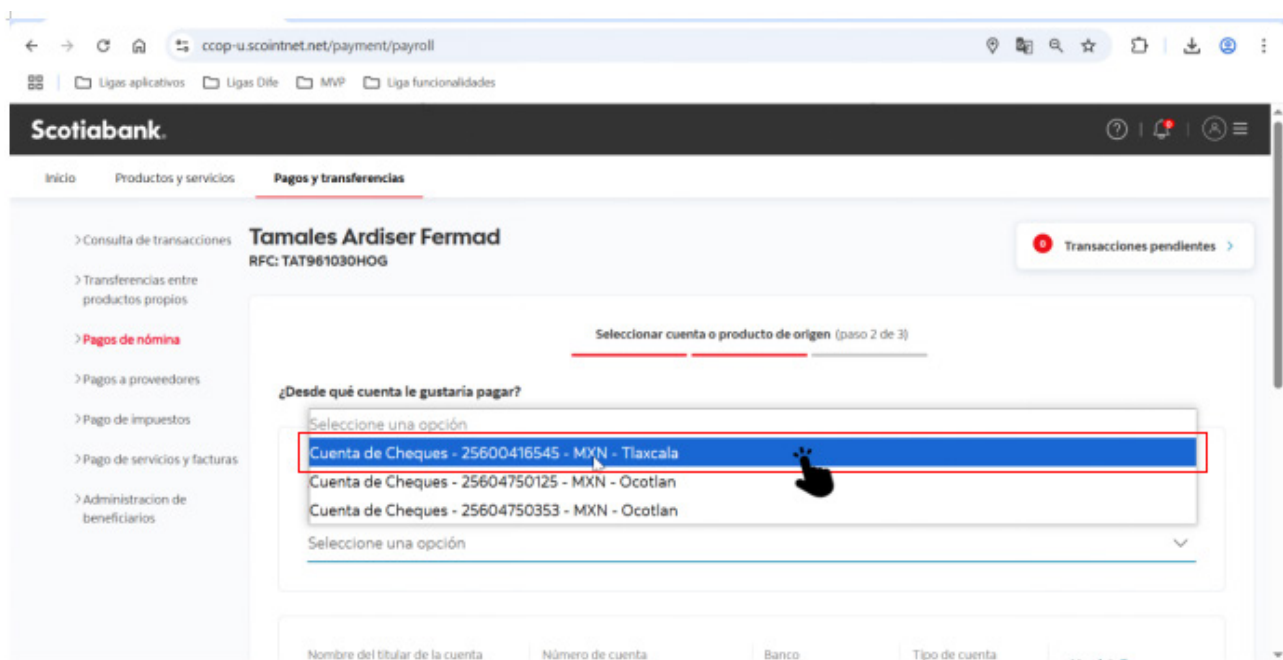 ccop-u.scointnet.net/payment/payroll
Ligas aplicativos Ligas Dife MVP Liga funcionalidades
Scotiabank.
Inicio Productos y servicios Pagos y transferencias
Tamales Ardiser Fermad
RFC: TAT961030HOG
0 Transacciones pendientes >
> Consulta de transacciones
> Transferencias entre
productos propios
> Pagos de nómina
> Pagos a proveedores
> Pago de impuestos
> Pago de servicios y facturas
> Administracion de
beneficiarios
Seleccionar cuenta o producto de origen (paso 2 de 3)
¿Desde qué cuenta le gustaría pagar?
Seleccione una opción
Cuenta de Cheques - 25600416545 - MXN - Tlaxcala
Cuenta de Cheques - 25604750125 - MXN - Ocotlan
Cuenta de Cheques - 25604750353 - MXN - Ocotlan
Seleccione una opción
Nombre del titular de la cuenta Número de cuenta Banco Tipo de cuenta